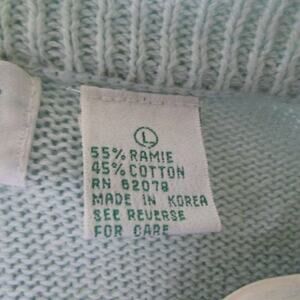 L
55% RAMIE
45% COTTON
RN 62078
MADE IN KOREA
SEE REVERSE
FOR CARE